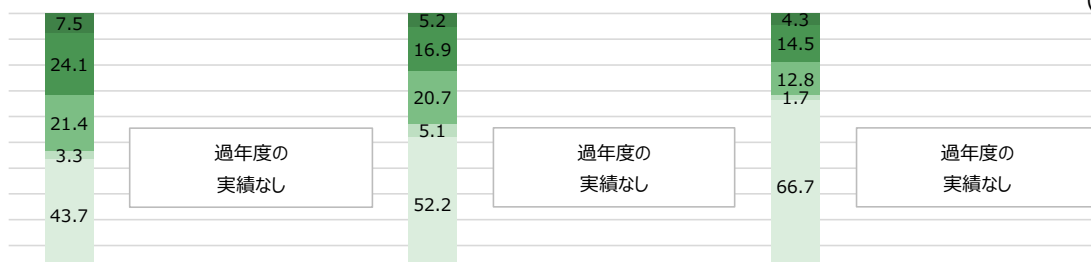 7.5
24.1
21.4
3.3
43.7
過年度の
実績なし
5.2
16.9
20.7
5.1
52.2
過年度の
実績なし
4.3
14.5
12.8
1.7
66.7
過年度の
実績なし